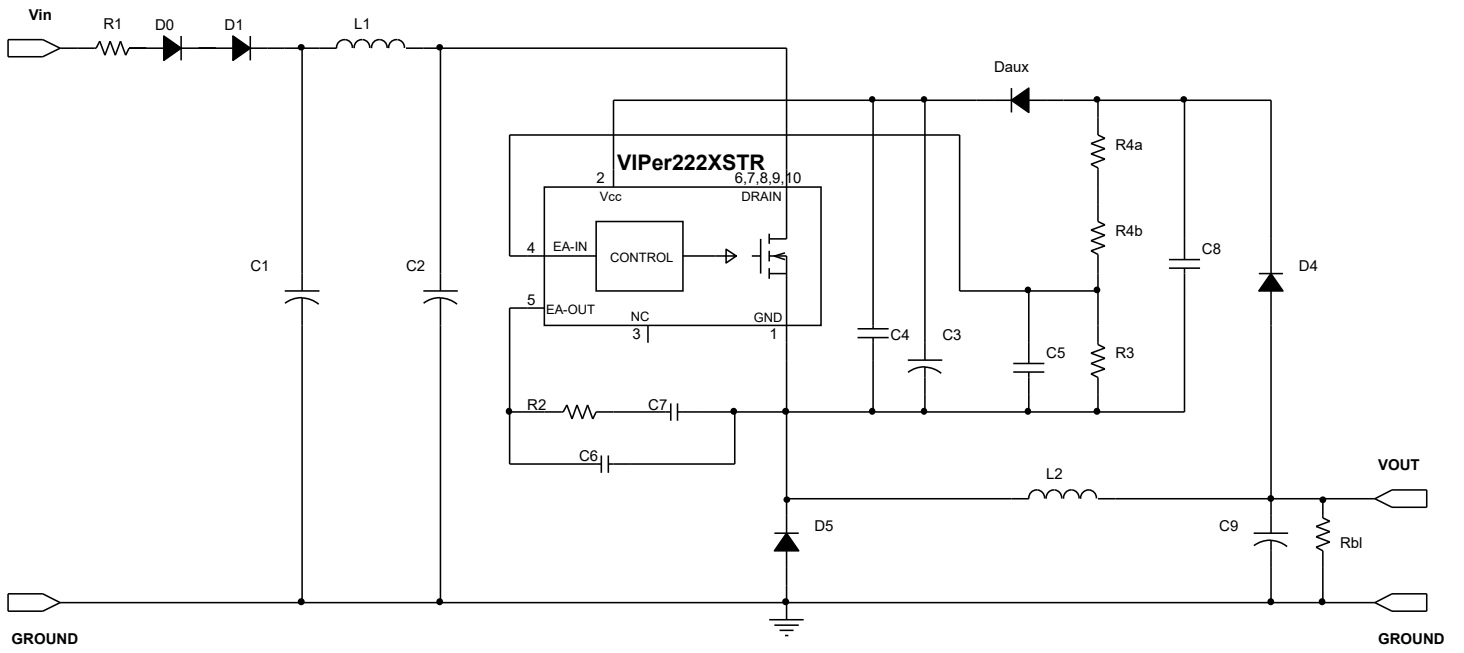 Vin
R1
D0
D1
L1
Daux
VIPer222XSTR
2
6,7,8,9,10
Vcc
DRAIN
R4a
R4b
4
EA-IN
CONTROL
C1
C2
C8
D4
5
EA-OUT
NC
GND
3
1
C4
C3
C5
R3
R2
C7
C6
VOUT
L2
D5
C9
Rbl
GROUND
GROUND